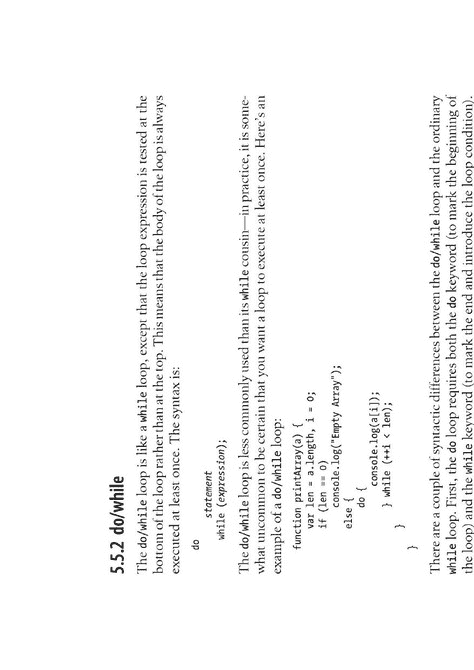 5.5.2 do/while
The do/while loop is like a while loop, except that the loop expression is tested at the
bottom of the loop rather than at the top. This means that the body of the loop is always
executed at least once. The syntax is:
do
statement
while (expression);
The do/while loop is less commonly used than its while cousin—in practice, it is some-
what uncommon to be certain that you want a loop to execute at least once. Here's an
example of a do/while loop:
function printArray(a) {
var len = a.length, i = 0;
if (len == 0)
console.log("Empty Array");
else {
do {
console.log(a[i]);
} while (++i < len);
}
}
There are a couple of syntactic differences between the do/while loop and the ordinary
while loop. First, the do loop requires both the do keyword (to mark the beginning of
the loop) and the while keyword (to mark the end and introduce the loop condition).